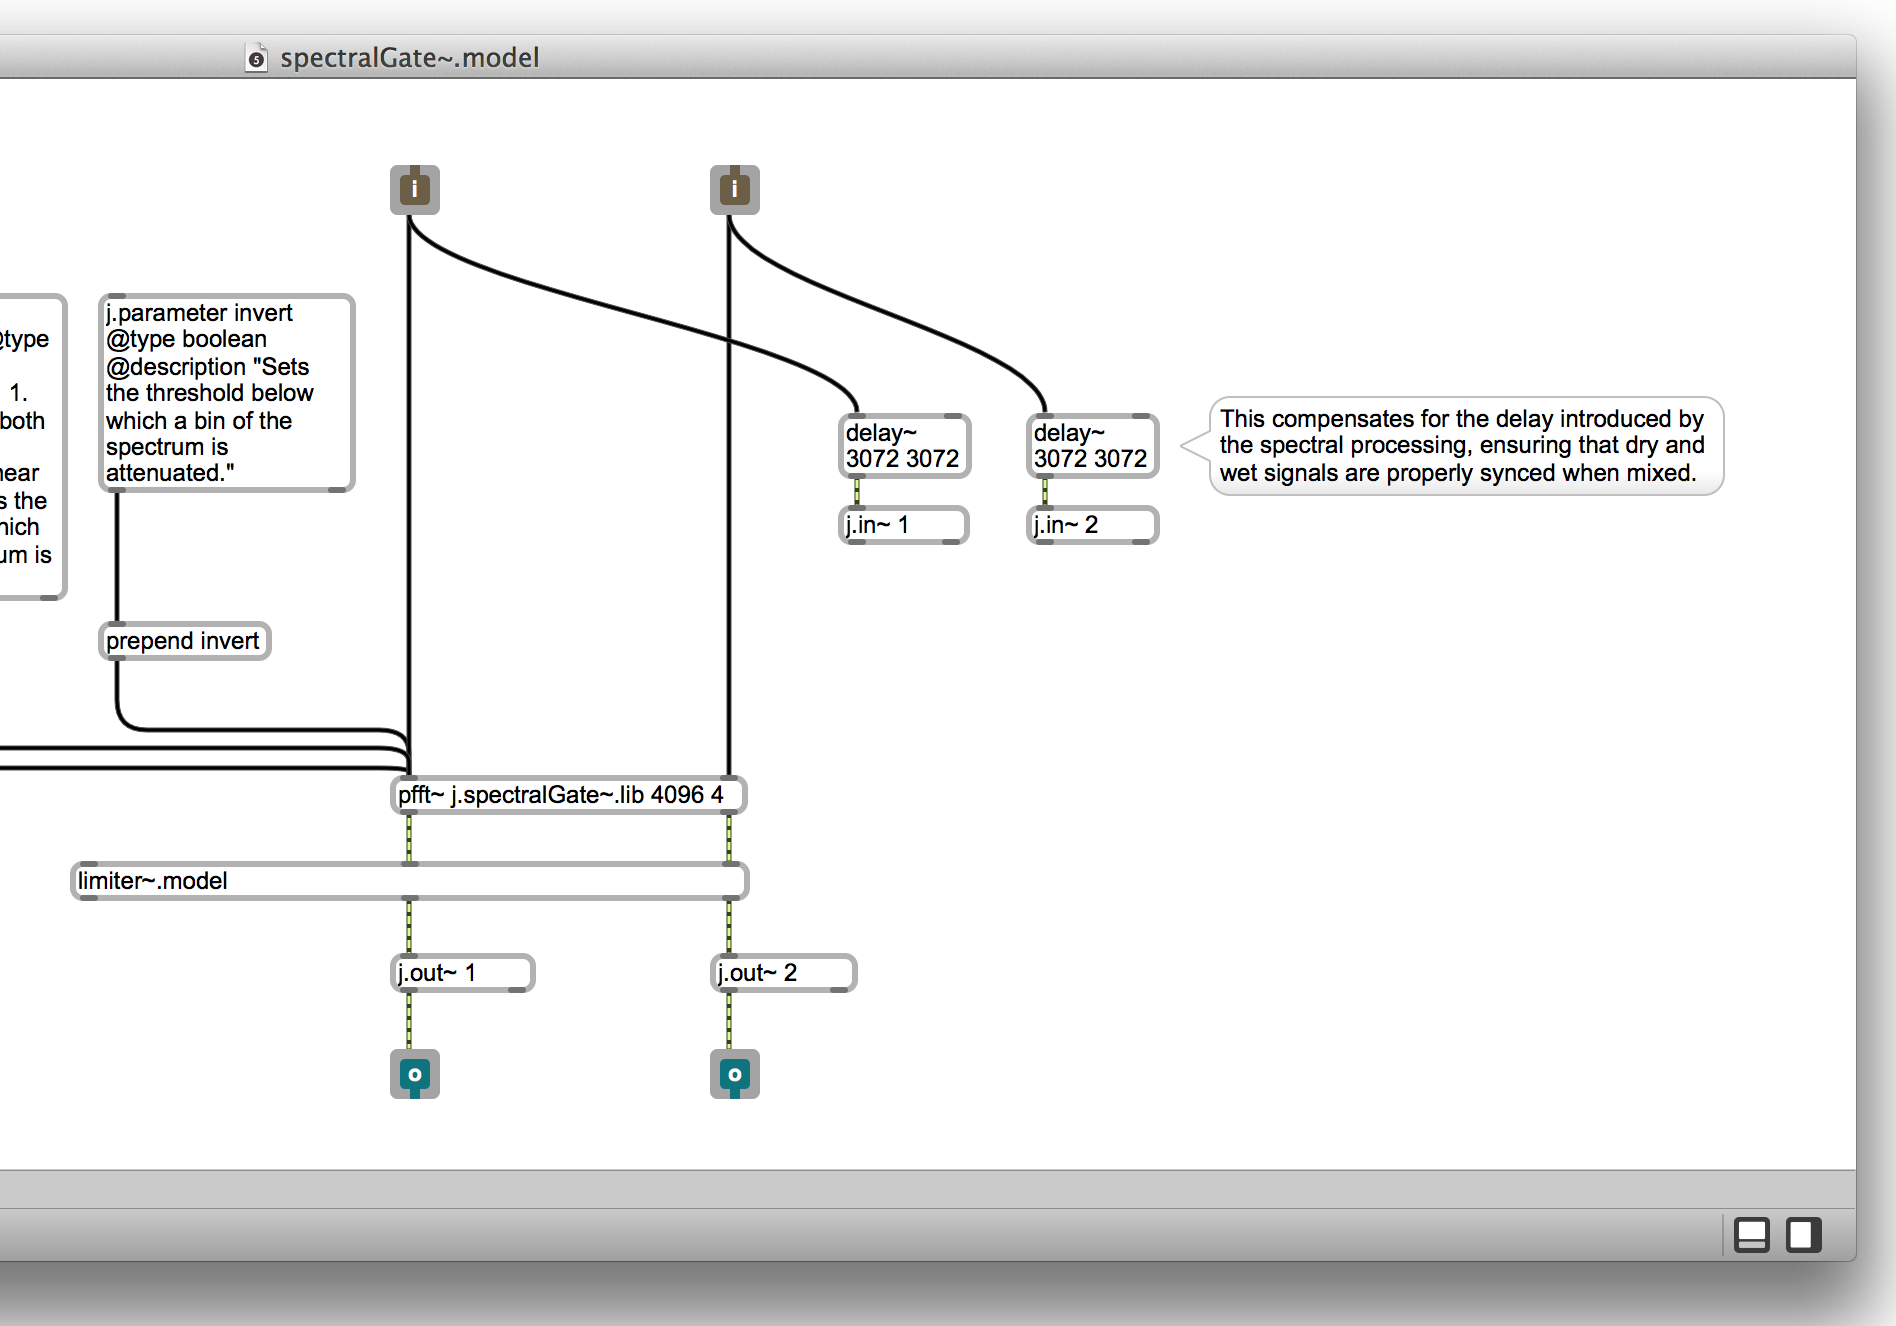 spectralGate~.model
i
i
@type
1.
both
near
s the
hich
um is
j.parameter invert
@type boolean
@description "Sets
the threshold below
which a bin of the
spectrum is
attenuated."
delay~
3072 3072
delay~
3072 3072
This compensates for the delay introduced by
the spectral processing, ensuring that dry and
wet signals are properly synced when mixed.
j.in~ 1
j.in~ 2
prepend invert
pfft~ j.spectralGate~.lib 4096 4
limiter~.model
j.out~ 1
j.out~ 2
o
o